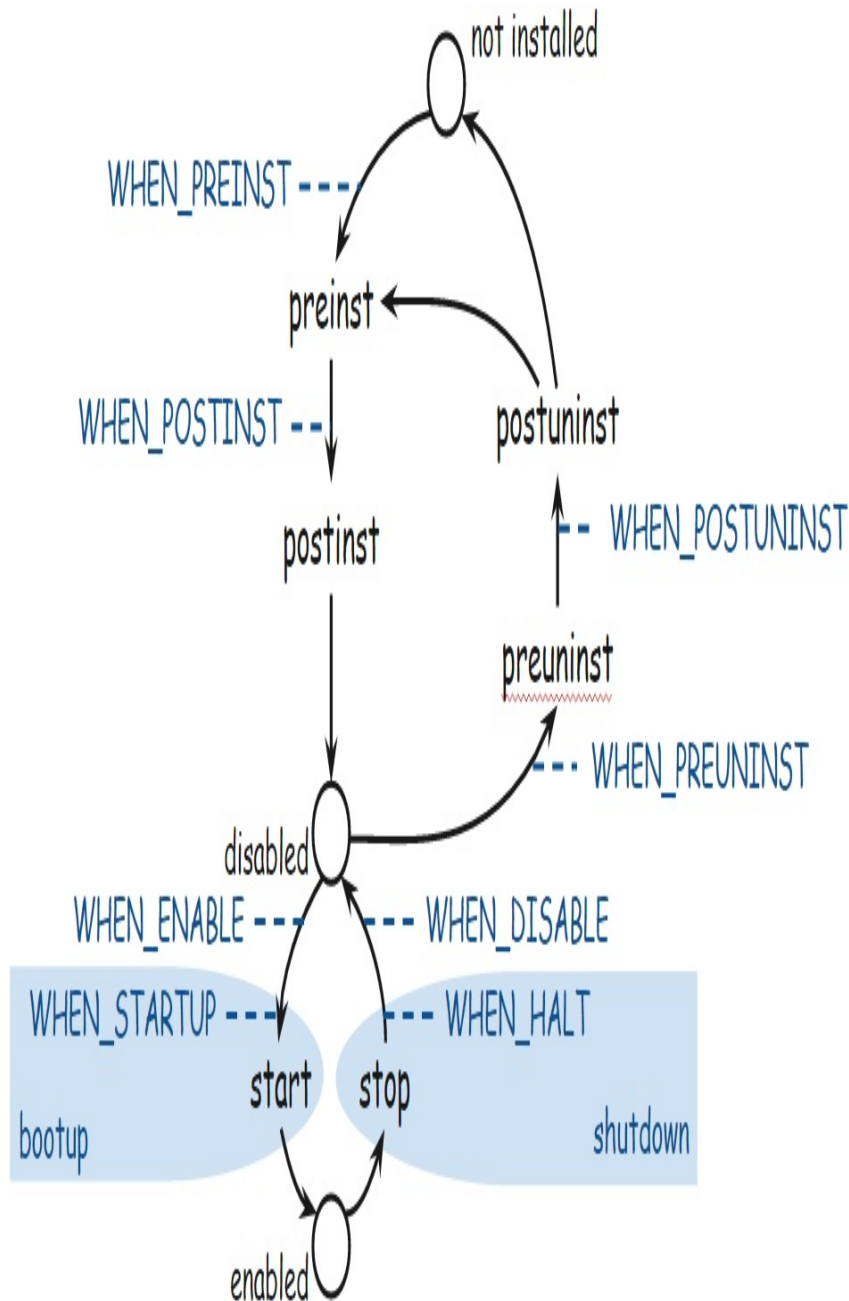 not installed
WHEN_PREINST
preinst
WHEN_POSTINST
postuninst
WHEN_POSTUNINST
postinst
preuninst
WHEN_PREUNINST
disabled
WHEN_ENABLE
WHEN_DISABLE
WHEN_STARTUP
WHEN_HALT
start
stop
bootup
shutdown
enabled